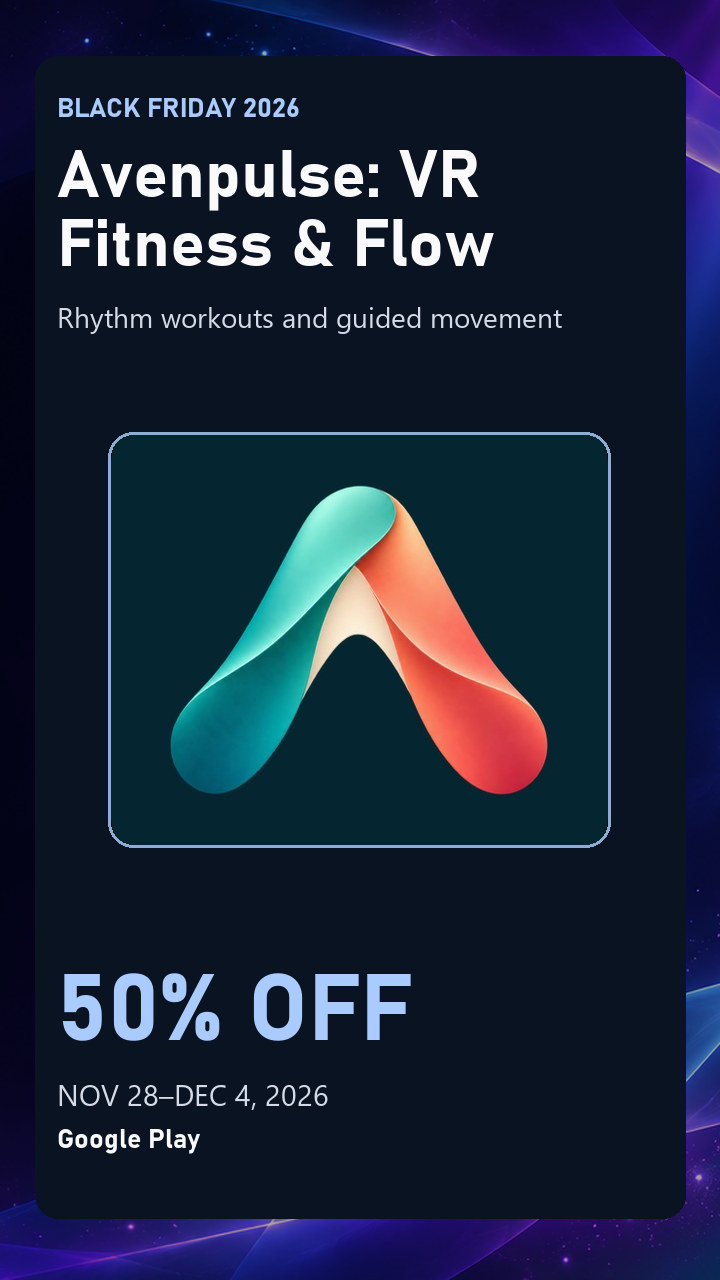 BLACK FRIDAY 2026
Avenpulse: VR
Fitness & Flow
Rhythm workouts and guided movement
50% OFF
NOV 28–DEC 4, 2026
Google Play